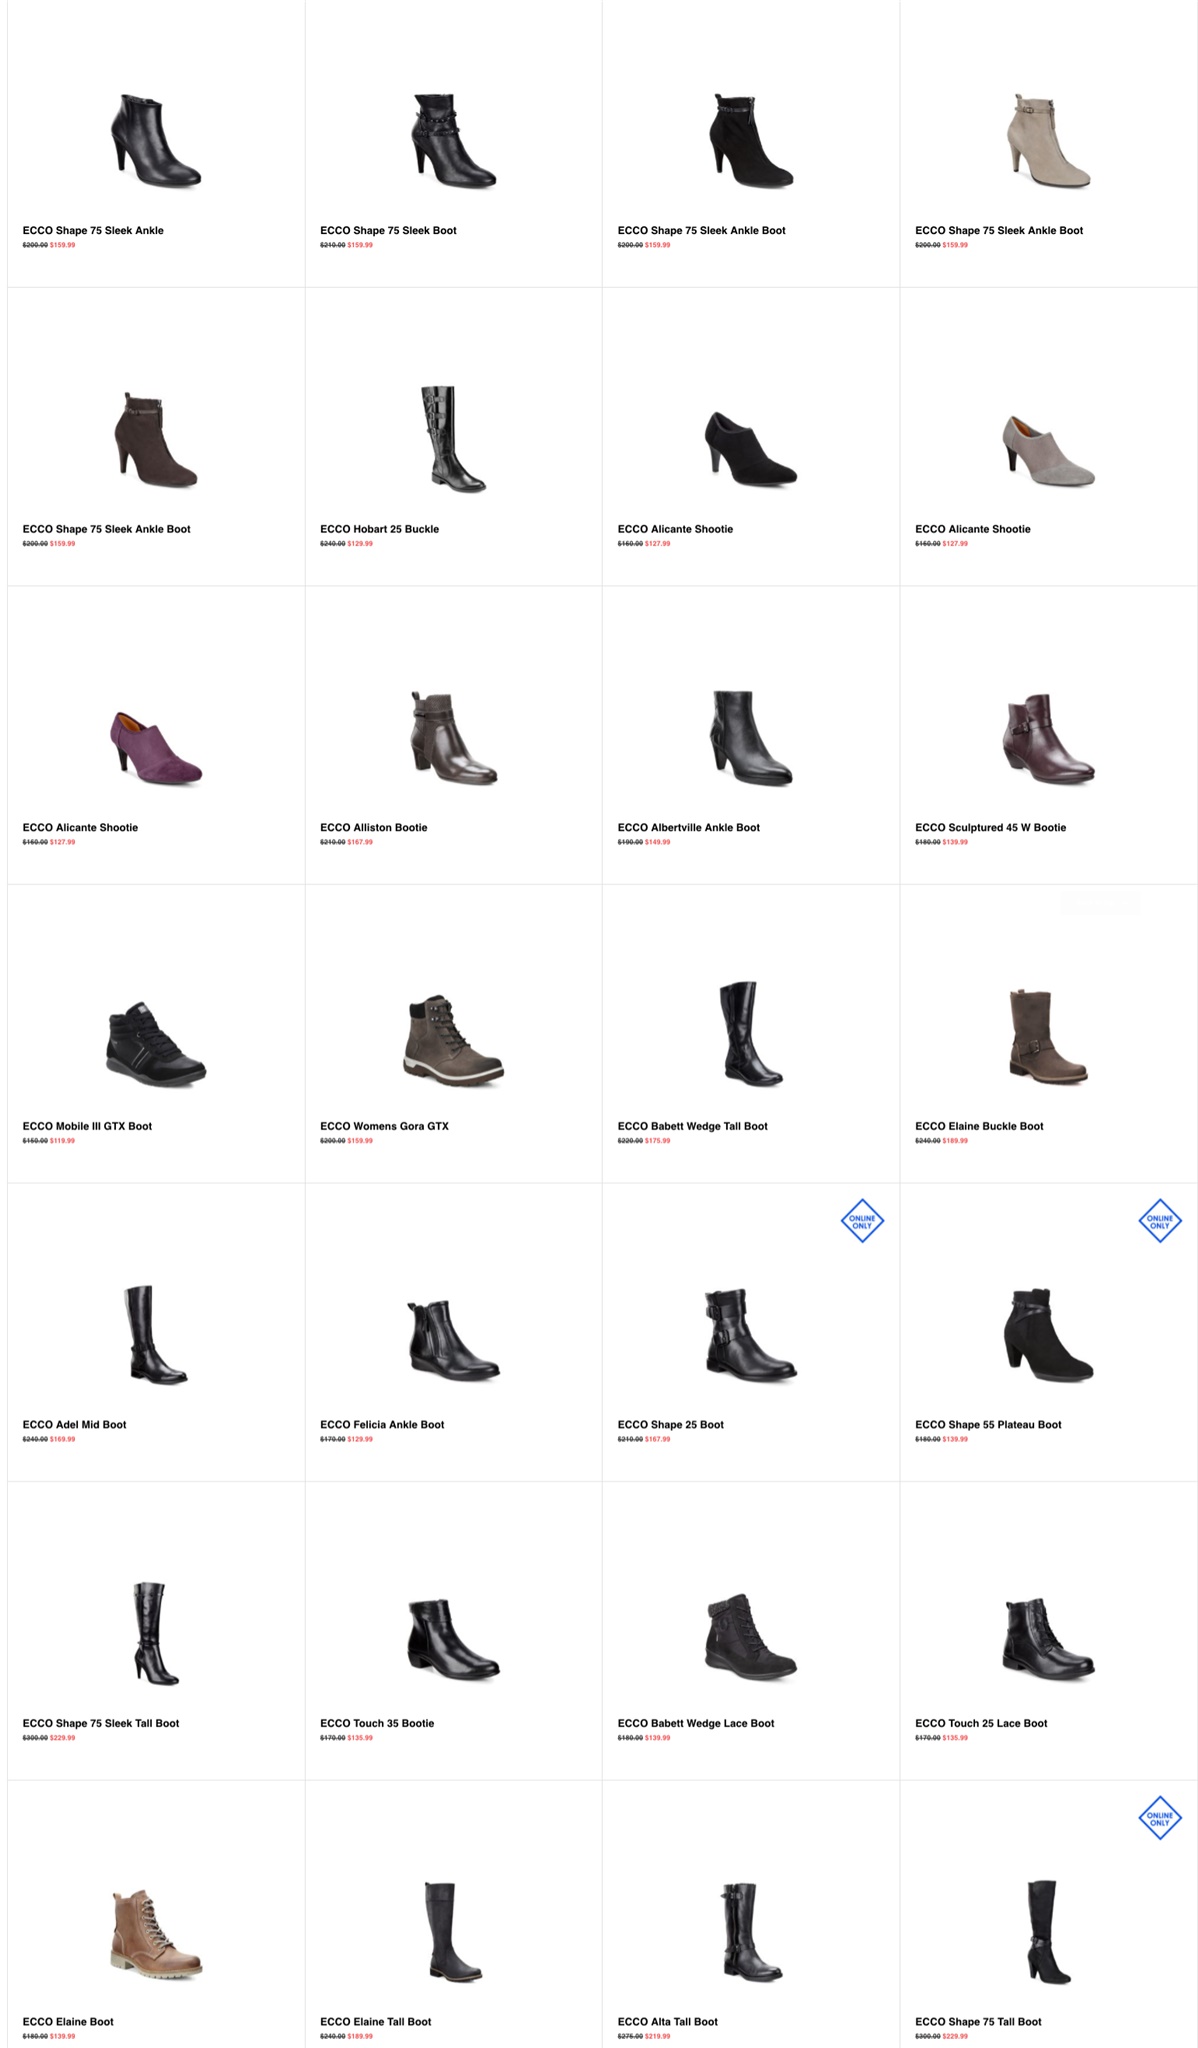 ECCO Shape 75 Sleek Ankle
$200.00 $159.99
ECCO Shape 75 Sleek Boot
$210.00 $159.99
ECCO Shape 75 Sleek Ankle Boot
$200.00 $159.99
ECCO Shape 75 Sleek Ankle Boot
$200.00 $159.99
ECCO Shape 75 Sleek Ankle Boot
$200.00 $159.99
ECCO Hobart 25 Buckle
$240.00 $129.99
ECCO Alicante Shootie
$160.00 $127.99
ECCO Alicante Shootie
$160.00 $127.99
ECCO Alicante Shootie
$160.00 $127.99
ECCO Alliston Bootie
$210.00 $167.99
ECCO Albertville Ankle Boot
$190.00 $149.99
ECCO Sculptured 45 W Bootie
$180.00 $139.99
ECCO Mobile III GTX Boot
$150.00 $119.99
ECCO Womens Gora GTX
$200.00 $159.99
ECCO Babett Wedge Tall Boot
$220.00 $175.99
ECCO Elaine Buckle Boot
$240.00 $189.99
ECCO Adel Mid Boot
$240.00 $169.99
ECCO Felicia Ankle Boot
$170.00 $129.99
ONLINE
ONLY
ECCO Shape 25 Boot
$210.00 $167.99
ONLINE
ONLY
ECCO Shape 55 Plateau Boot
$180.00 $139.99
ECCO Shape 75 Sleek Tall Boot
$300.00 $229.99
ECCO Touch 35 Bootie
$170.00 $135.99
ECCO Babett Wedge Lace Boot
$180.00 $139.99
ECCO Touch 25 Lace Boot
$170.00 $135.99
ECCO Elaine Boot
$180.00 $139.99
ECCO Elaine Tall Boot
$240.00 $189.99
ECCO Alta Tall Boot
$275.00 $219.99
ONLINE
ONLY
ECCO Shape 75 Tall Boot
$300.00 $229.99